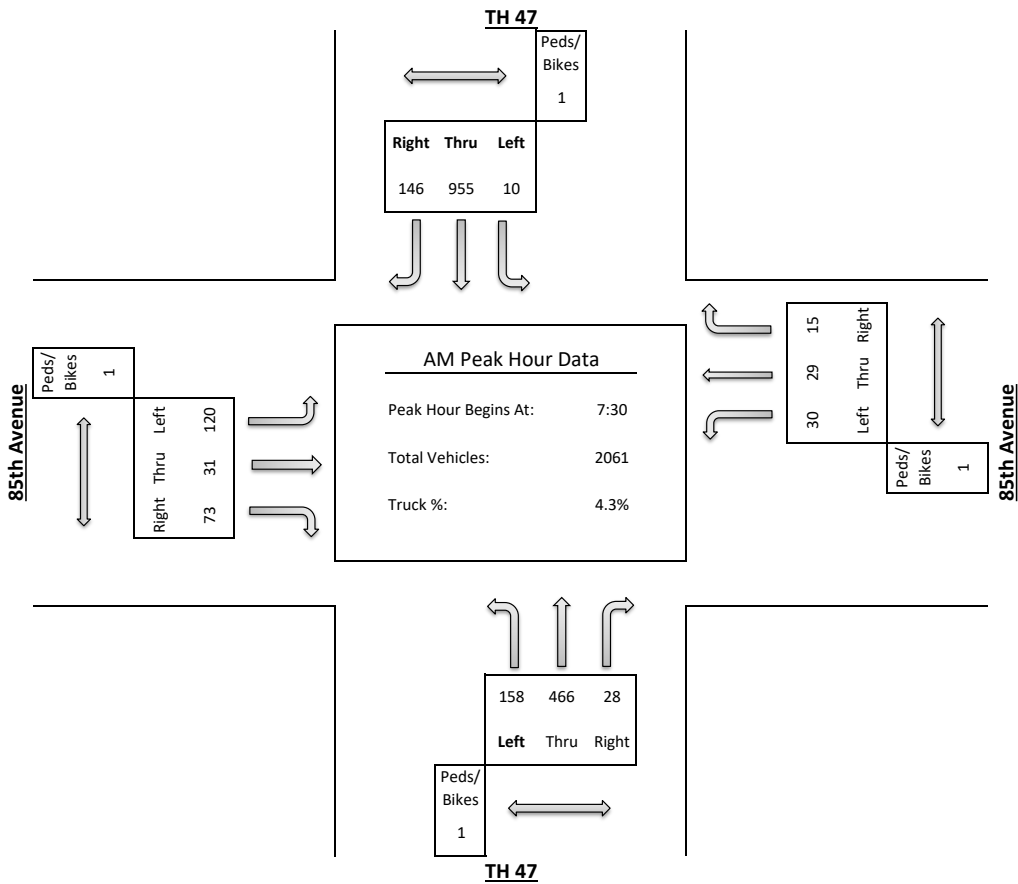 TH 47
Peds/
Bikes
1
Right Thru Left
146 955 10
85th Avenue
Peds/
Bikes
1
Left 120
Thru 31
Right 73
AM Peak Hour Data
Peak Hour Begins At: 7:30
Total Vehicles: 2061
Truck %: 4.3%
15 Right
29 Thru
30 Left
Peds/
Bikes
1
85th Avenue
158 466 28
Left Thru Right
Peds/
Bikes
1
TH 47